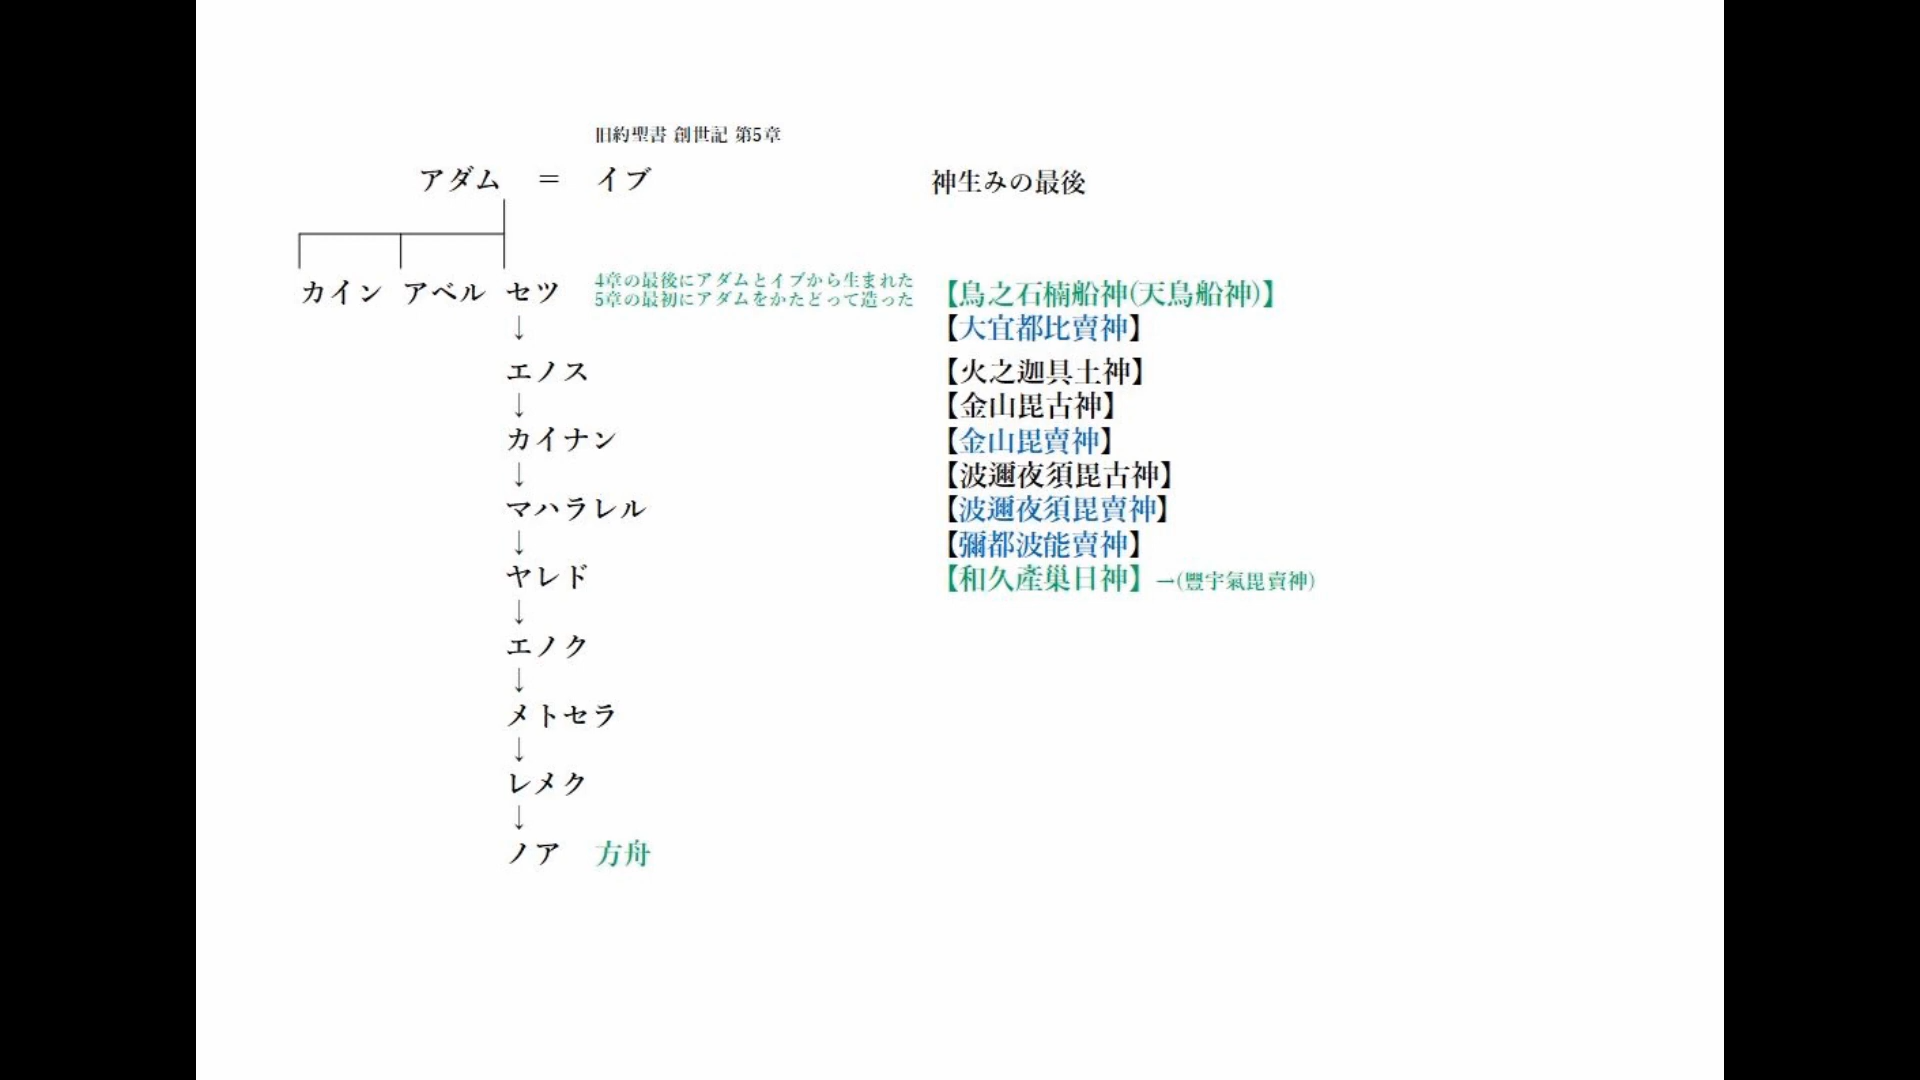 旧約聖書 創世記 第5章
アダム ＝ イブ
カイン アベル セツ
4章の最後にアダムとイブから生まれた
5章の最初にアダムをかたどって造った
↓
エノス
↓
カイナン
↓
マハラレル
↓
ヤレド
↓
エノク
↓
メトセラ
↓
レメク
↓
ノア 方舟
神生みの最後
【鳥之石楠船神(天鳥船神)】
【大宜都比賣神】
【火之迦具土神】
【金山毘古神】
【金山毘賣神】
【波邇夜須毘古神】
【波邇夜須毘賣神】
【彌都波能賣神】
【和久產巢日神】→(豐宇氣毘賣神)